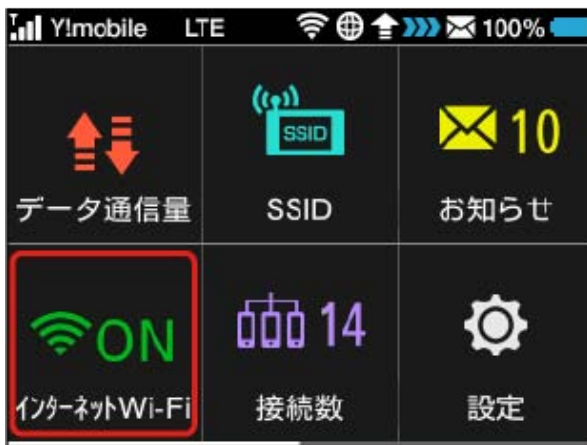 Y!mobile LTE 100%
SSID
10
データ通信量 SSID お知らせ
ON 14
インターネットWi-Fi 接続数 設定